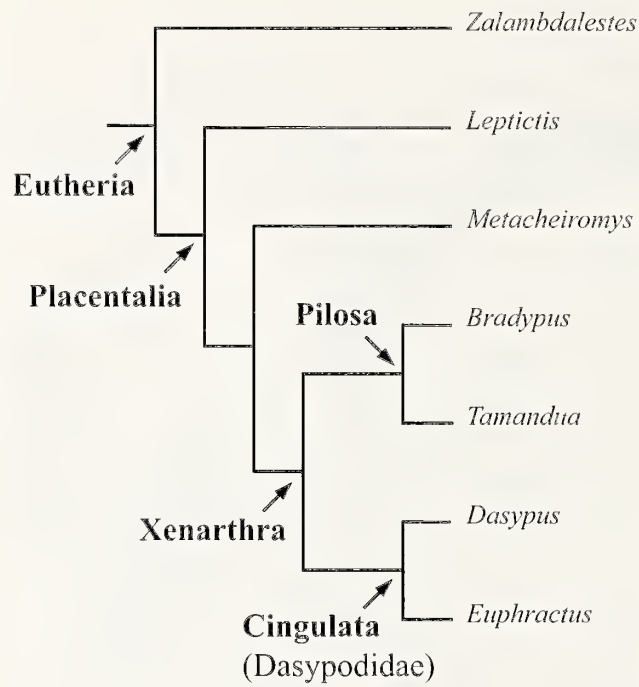 Zalambdalestes
Leptictis
Eutheria
Metacheiromys
Placentalia
Pilosa
Bradypus
Tamandua
Xenarthra
Dasypus
Cingulata
(Dasypodidae)
Euphractus